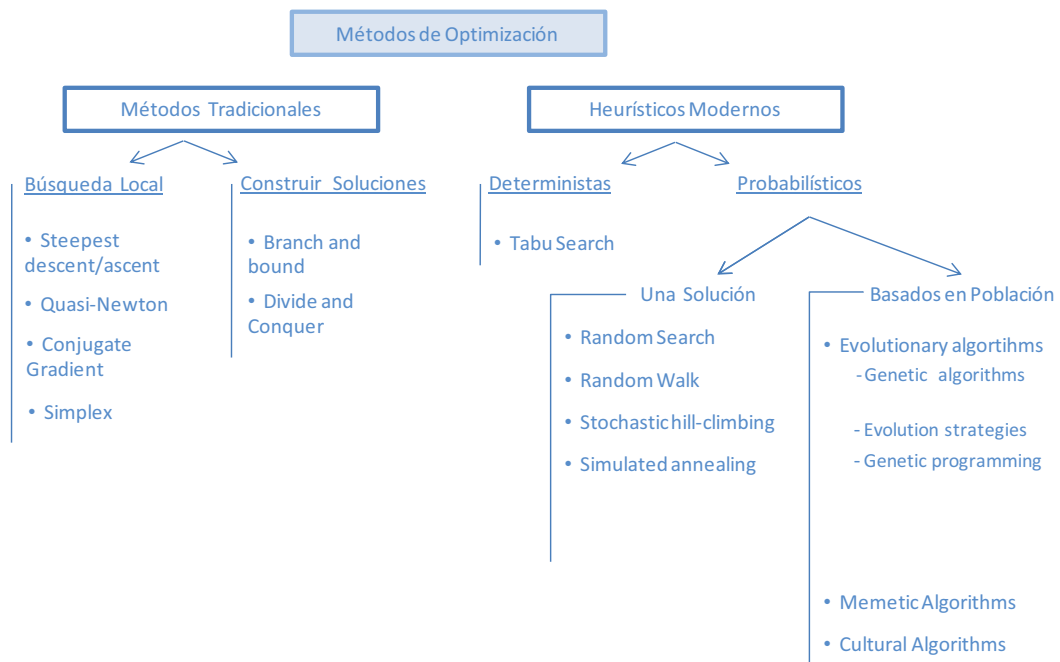 Métodos de Optimización
Métodos Tradicionales
Búsqueda Local
• Steepest
descent/ascent
• Quasi-Newton
• Conjugate
Gradient
• Simplex
Construir Soluciones
• Branch and
bound
• Divide and
Conquer
Heurísticos Modernos
Deterministas
• Tabu Search
Probabilísticos
Una Solución
• Random Search
• Random Walk
• Stochastic hill-climbing
• Simulated annealing
Basados en Población
• Evolutionary algortihms
- Genetic algorithms
- Evolution strategies
- Genetic programming
• Memetic Algorithms
• Cultural Algorithms